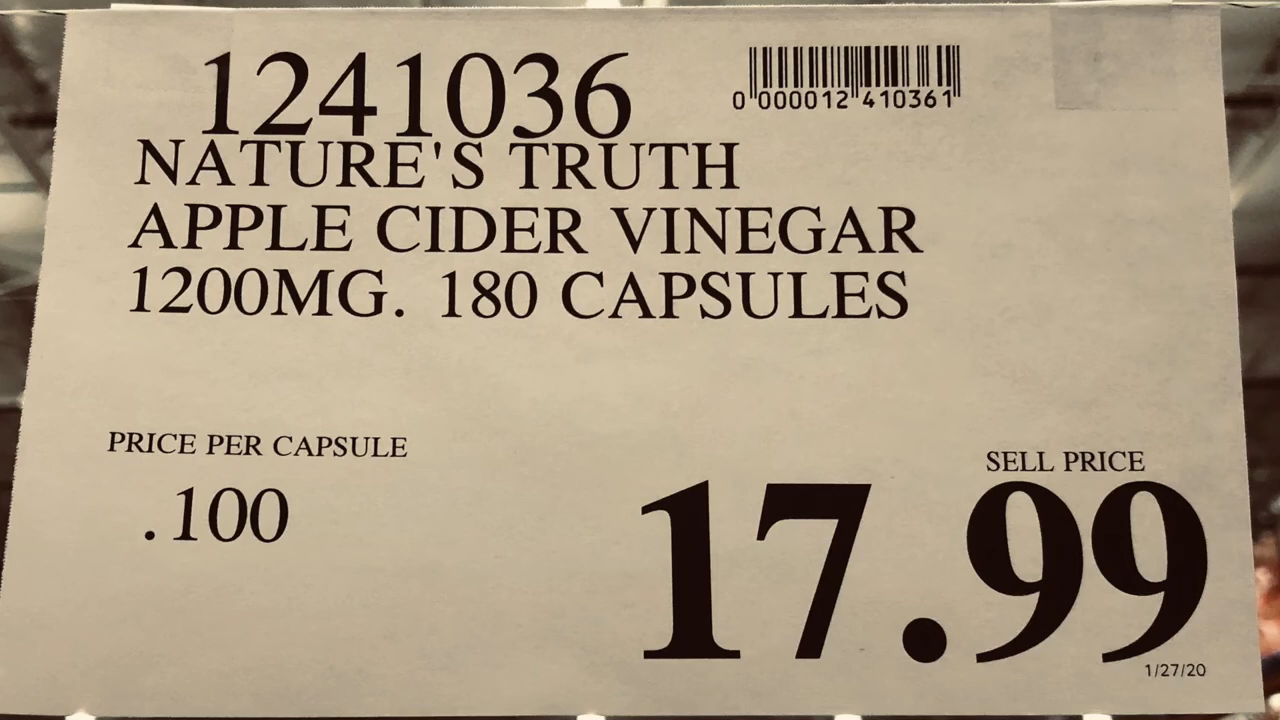 1241036
0 000012 410361
NATURE'S TRUTH
APPLE CIDER VINEGAR
1200MG. 180 CAPSULES
PRICE PER CAPSULE
.100
SELL PRICE
17.99
1/27/20